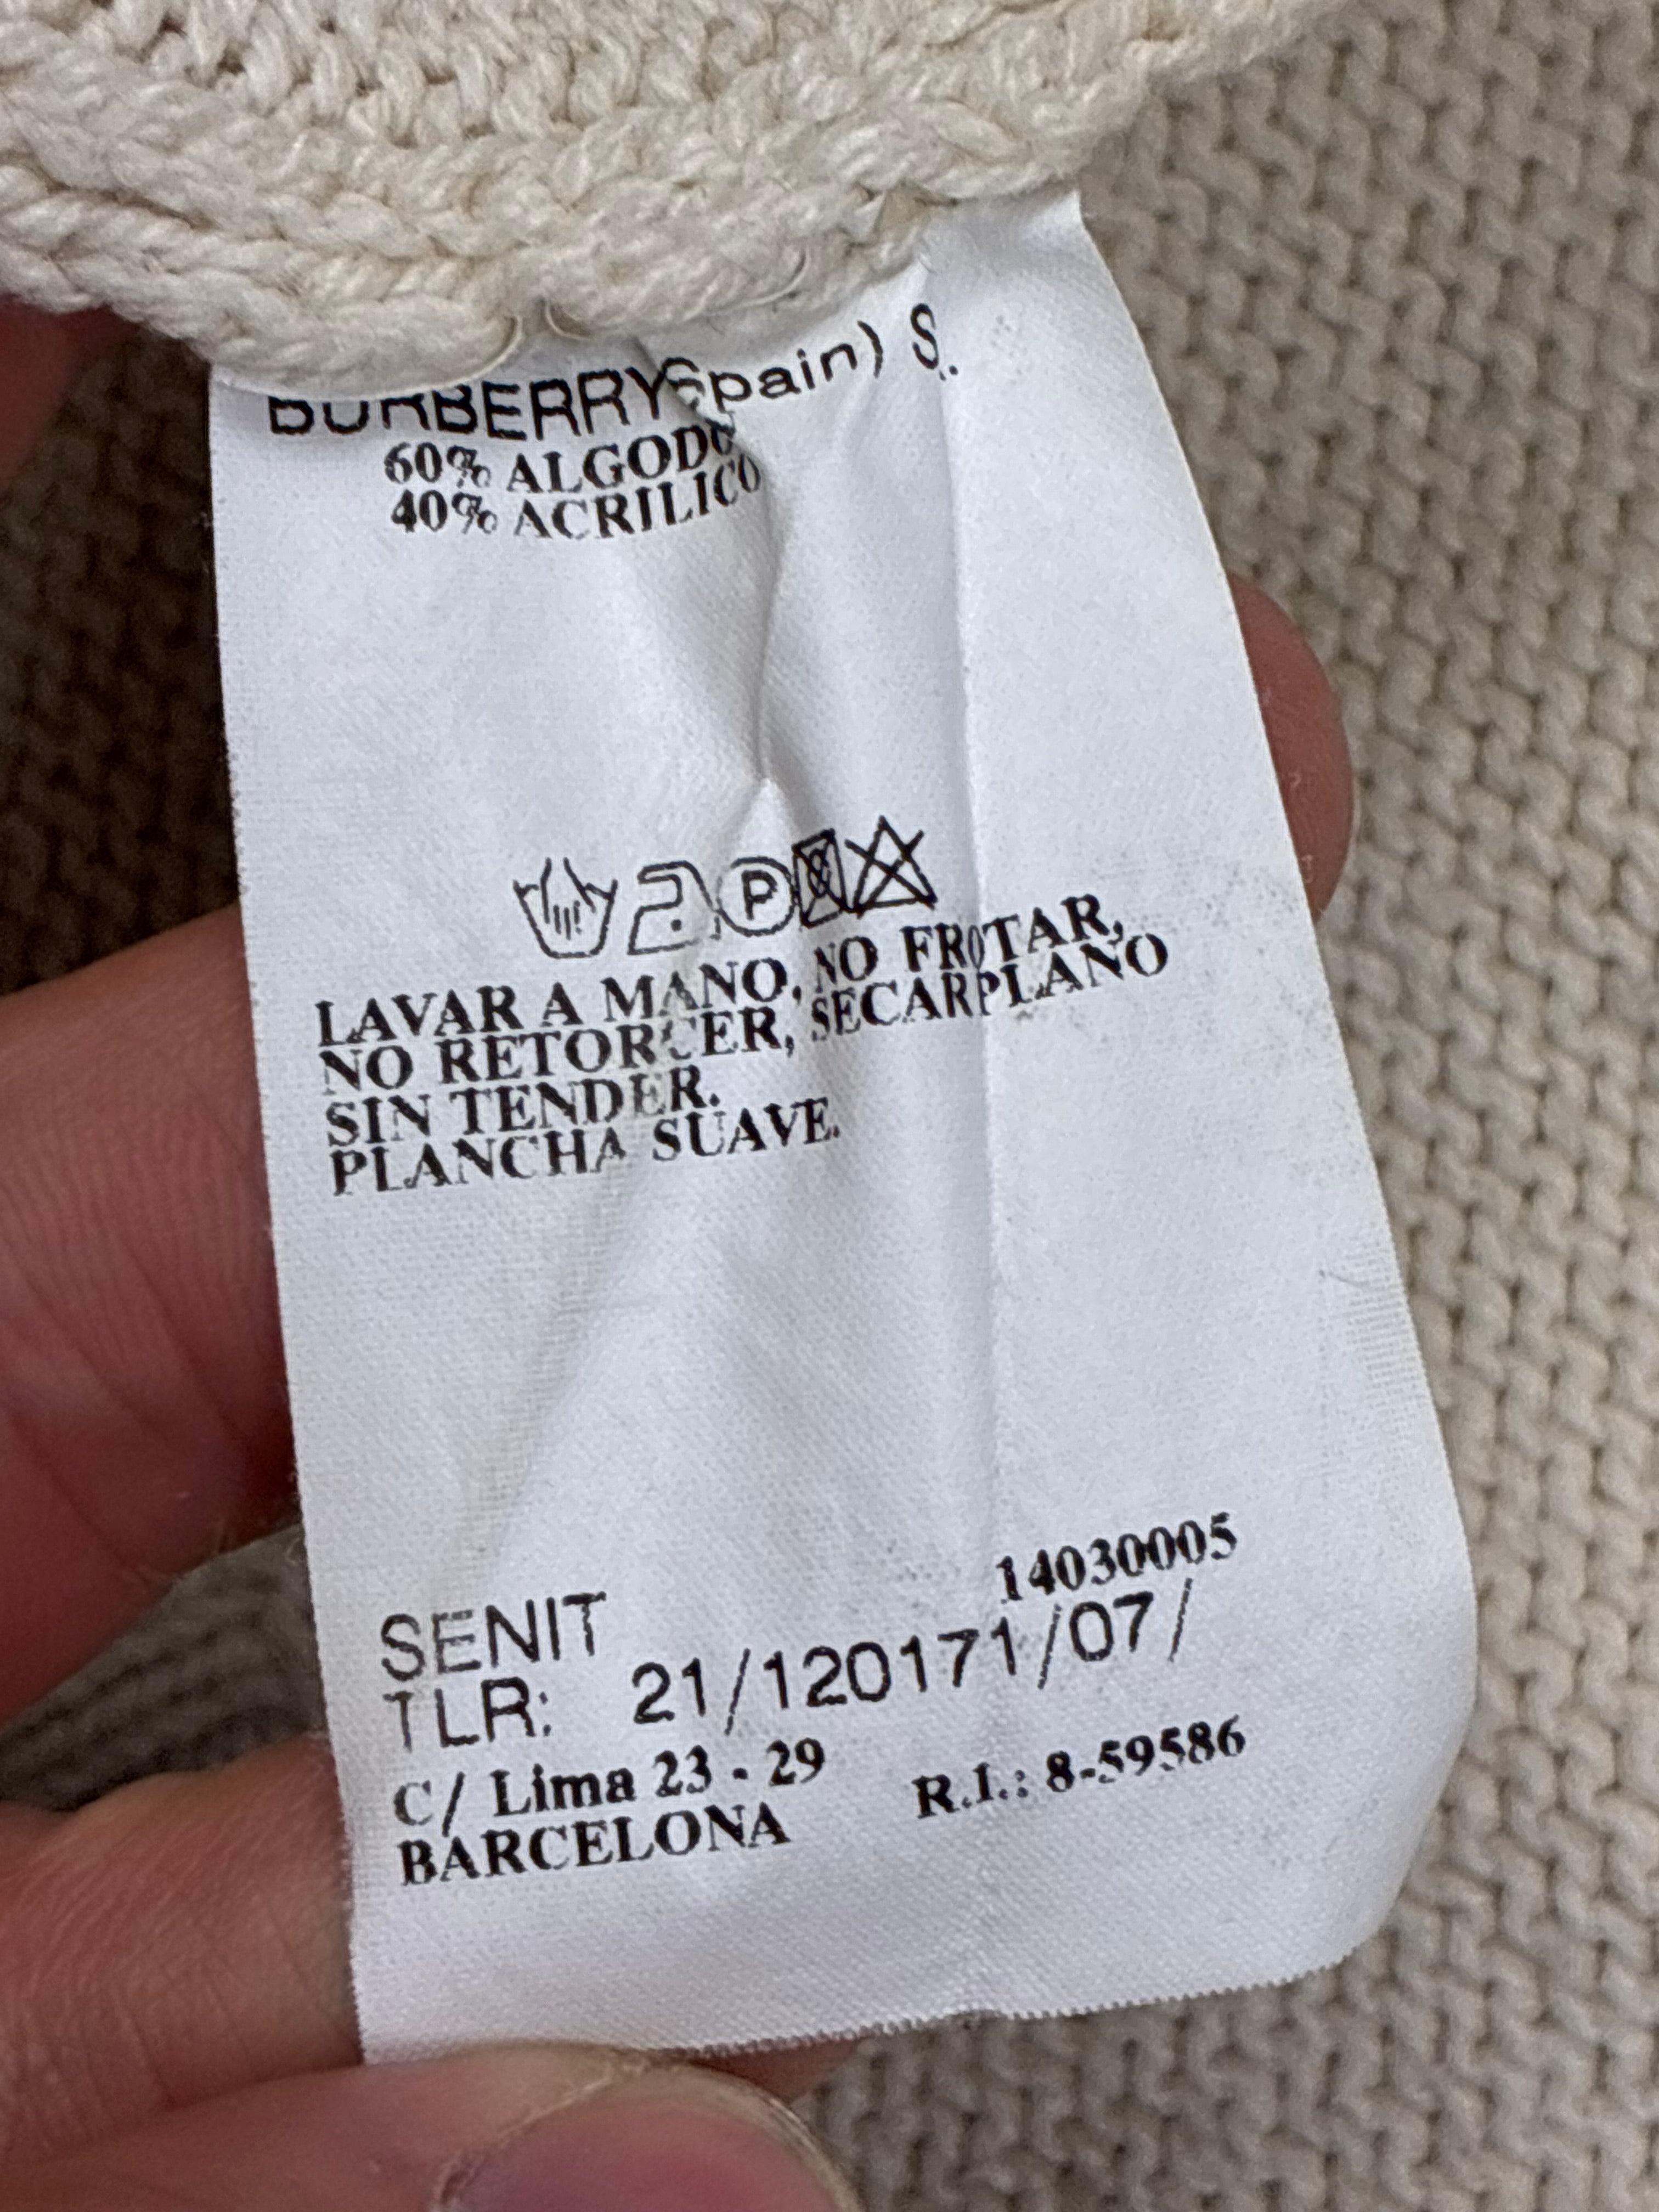 BURBERRY Spain) S.
60% ALGODO
40% ACRILICO
P
LAVAR A MANO, NO FROTAR,
NO RETORCER, SECARPLANO
SIN TENDER.
PLANCHA SUAVE.
14030005
SENIT
TLR: 21/120171/07/
C/ Lima 23 - 29
BARCELONA
R.I.: 8-59586